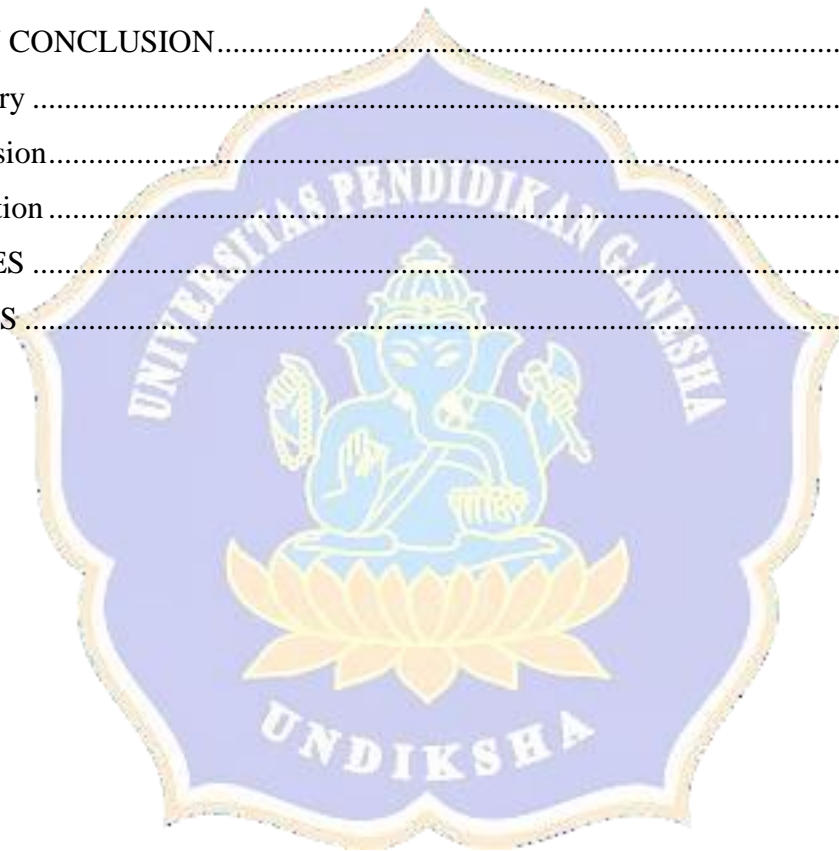 CONCLUSION................................................................
ry ................................................................
sion................................................................
tion ................................................................
ES ................................................................
S ................................................................
UNIVERSITAS PENDIDIKAN GANESHA
UNDIKSHA